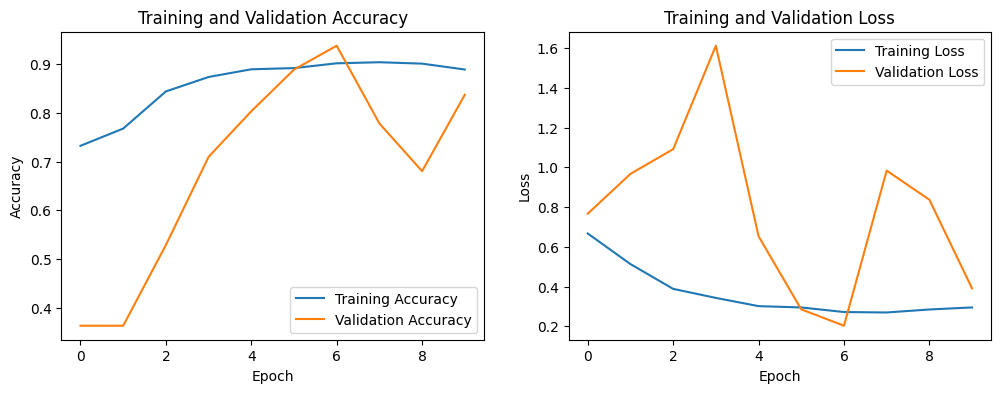 Training and Validation Accuracy
Accuracy
0.9
0.8
0.7
0.6
0.5
0.4
Training Accuracy
Validation Accuracy
0 2 4 6 8
Epoch
Training and Validation Loss
Loss
1.6
1.4
1.2
1.0
0.8
0.6
0.4
0.2
Training Loss
Validation Loss
0 2 4 6 8
Epoch